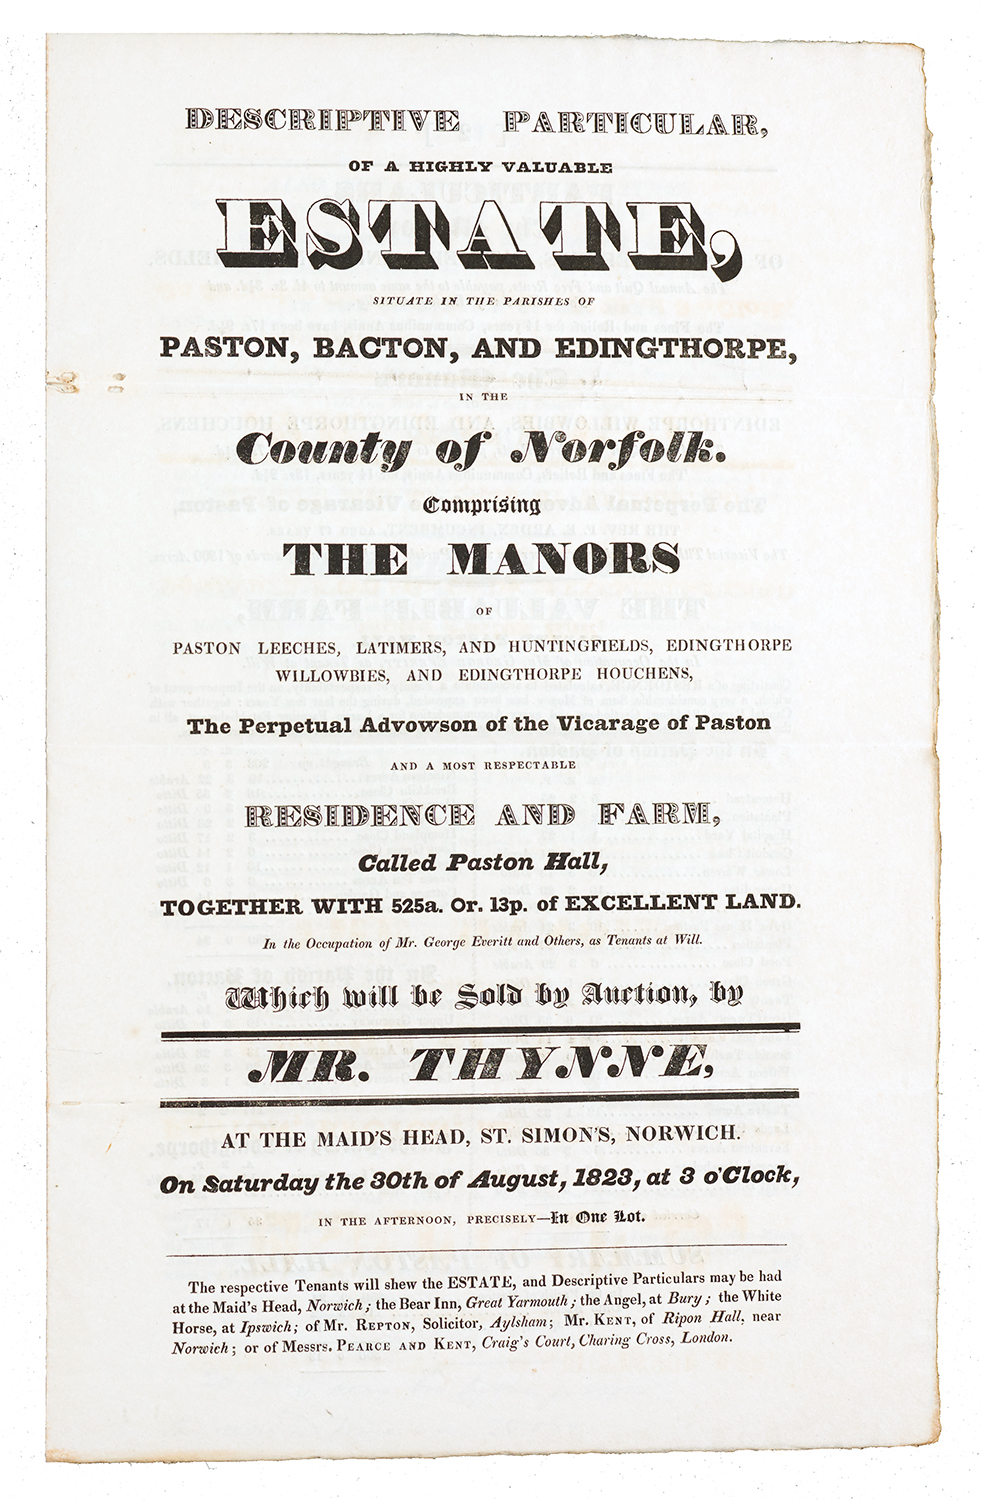 DESCRIPTIVE PARTICULAR,
OF A HIGHLY VALUABLE
ESTATE,
SITUATE IN THE PARISHES OF
PASTON, BACTON, AND EDINGTHORPE,
IN THE
County of Norfolk.
Comprising
THE MANORS
OF
PASTON LEECHES, LATIMERS, AND HUNTINGFIELDS, EDINGTHORPE
WILLOWBIES, AND EDINGTHORPE HOUCHENS,
The Perpetual Advowson of the Vicarage of Paston
AND A MOST RESPECTABLE
RESIDENCE AND FARM,
Called Paston Hall,
TOGETHER WITH 525a. Or. 13p. of EXCELLENT LAND.
In the Occupation of Mr. George Everitt and Others, as Tenants at Will.
Which will be Sold by Auction, by
MR. THYNNE,
AT THE MAID'S HEAD, ST. SIMON'S, NORWICH.
On Saturday the 30th of August, 1823, at 3 o'Clock,
IN THE AFTERNOON, PRECISELY—In One Lot.
The respective Tenants will shew the ESTATE, and Descriptive Particulars may be had
at the Maid's Head, Norwich; the Bear Inn, Great Yarmouth; the Angel, at Bury; the White
Horse, at Ipswich; of Mr. REPTON, Solicitor, Aylsham; Mr. KENT, of Ripon Hall, near
Norwich; or of Messrs. PEARCE AND KENT, Craig's Court, Charing Cross, London.